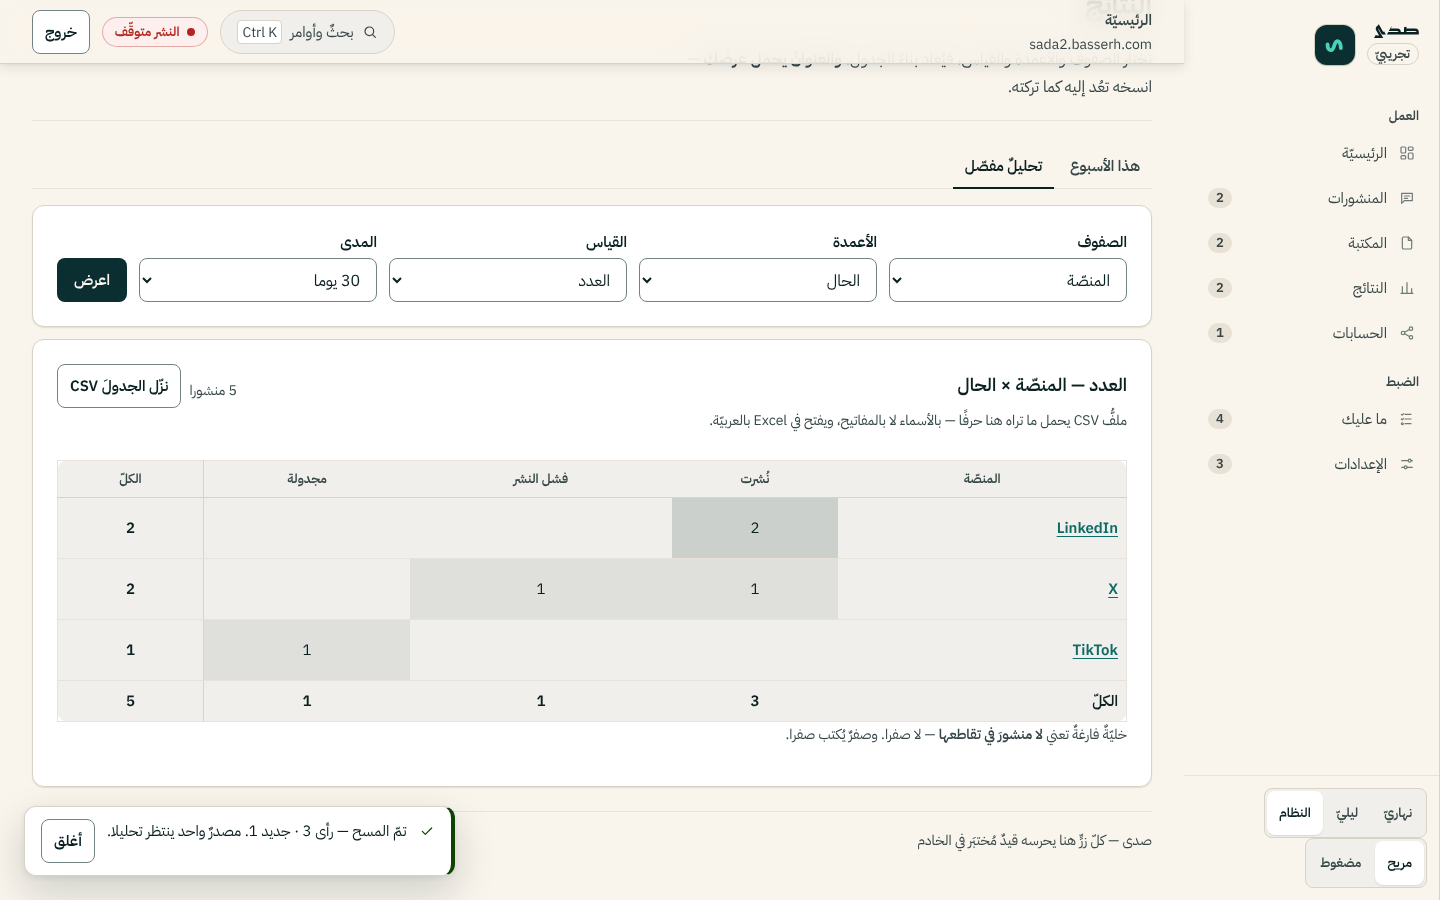 صدى
تجريبيّ
العمل
الرئيسيّة
المنشورات 2
المكتبة 2
النتائج 2
الحسابات 1
الضبط
ما عليك 4
الإعدادات 3
نهاريّ ليليّ النظام
مريح مضغوط
الرئيسيّة
sada2.basserh.com
بحثٌ وأوامر Ctrl K
النشر متوقّف
خروج
النتائج
انسخه تعُد إليه كما تركته.
هذا الأسبوع تحليلٌ مفصّل
الصفوف الأعمدة القياس المدى
المنصّة الحال العدد 30 يوما اعرض
العدد — المنصّة × الحال
5 منشورا نزّل الجدولَ CSV
ملفُّ CSV يحمل ما تراه هنا حرفًا — بالأسماء لا بالمفاتيح، ويفتح في Excel بالعربيّة.
المنصّة نُشرت فشل النشر مجدولة الكلّ
LinkedIn 2 2
X 1 1 2
TikTok 1 1
الكلّ 3 1 1 5
خليّةٌ فارغةٌ تعني لا منشورَ في تقاطعها — لا صفرا. وصفرٌ يُكتب صفرا.
تمّ المسح — رأى 3 · جديد 1. مصدرٌ واحد ينتظر تحليلا.
أغلق
صدى — كلّ زرٍّ هنا يحرسه قيدٌ مُختبَر في الخادم